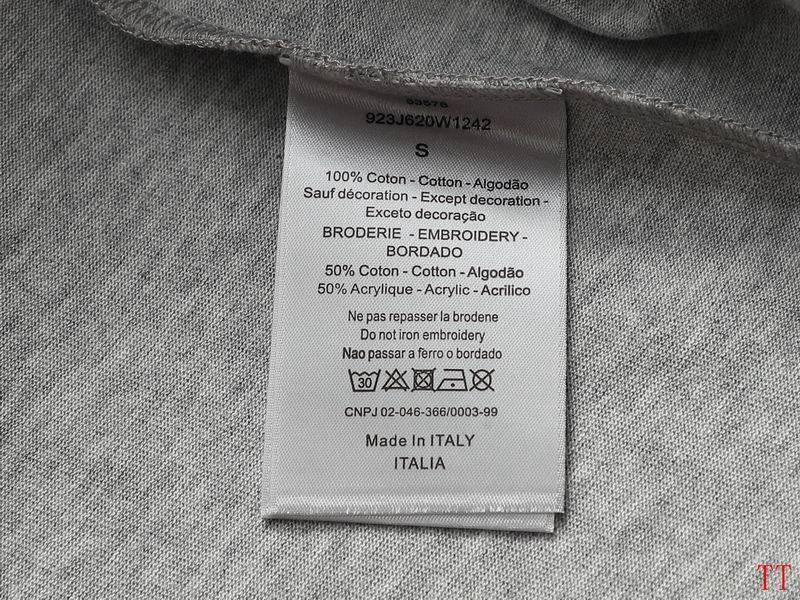 53578
923J620W1242
S
100% Coton - Cotton - Algodão
Sauf décoration - Except decoration -
Exceto decoração
BRODERIE - EMBROIDERY -
BORDADO
50% Coton - Cotton - Algodão
50% Acrylique - Acrylic - Acrilico
Ne pas repasser la brodene
Do not iron embroidery
Nao passar a ferro o bordado
30
CNPJ 02-046-366/0003-99
Made In ITALY
ITALIA
TT